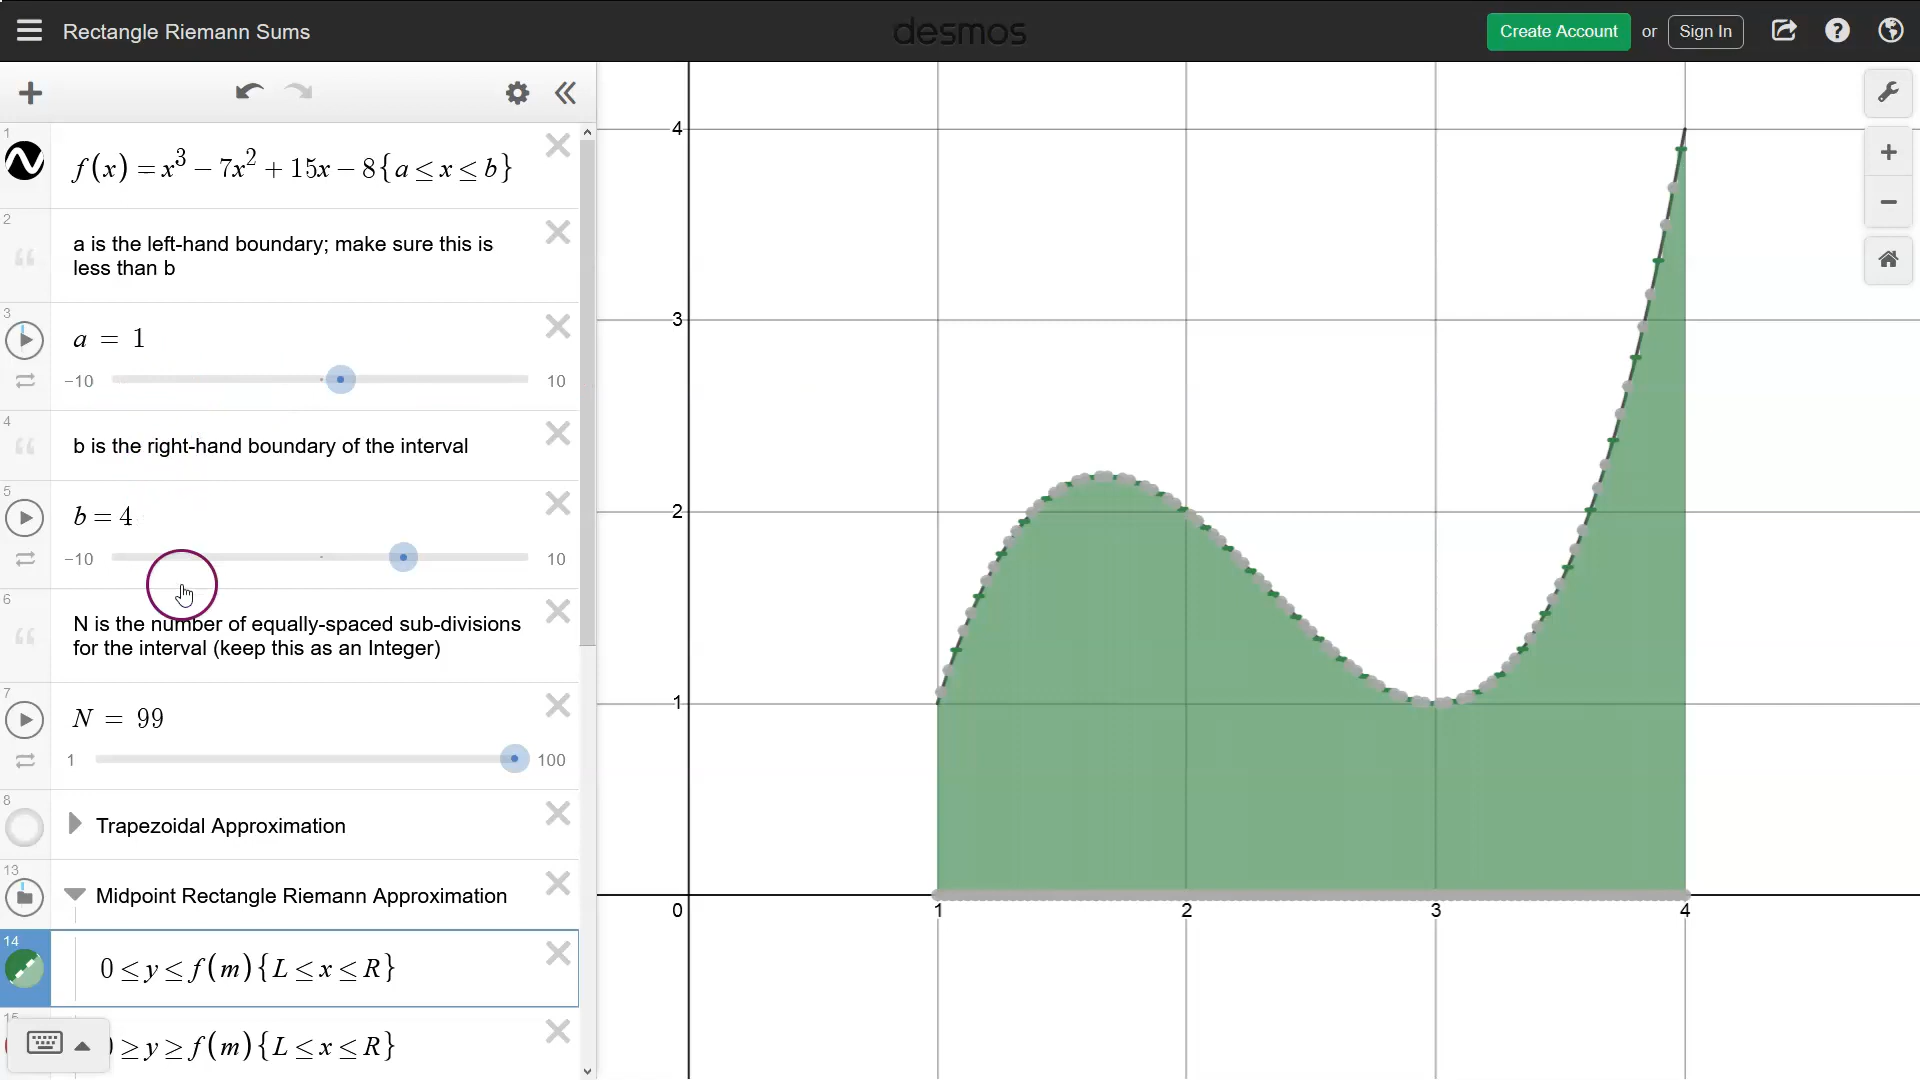 Rectangle Riemann Sums
desmos
Create Account or Sign In
1
f(x) = x³ − 7x² + 15x − 8{a ≤ x ≤ b}
2
a is the left-hand boundary; make sure this is
less than b
3
a = 1
−10 10
4
b is the right-hand boundary of the interval
5
b = 4
−10 10
6
N is the number of equally-spaced sub-divisions
for the interval (keep this as an Integer)
7
N = 99
1 100
8
Trapezoidal Approximation
13
Midpoint Rectangle Riemann Approximation
14
0 ≤ y ≤ f(m){L ≤ x ≤ R}
15
≥ y ≥ f(m){L ≤ x ≤ R}
4
3
2
1
0 1 2 3 4